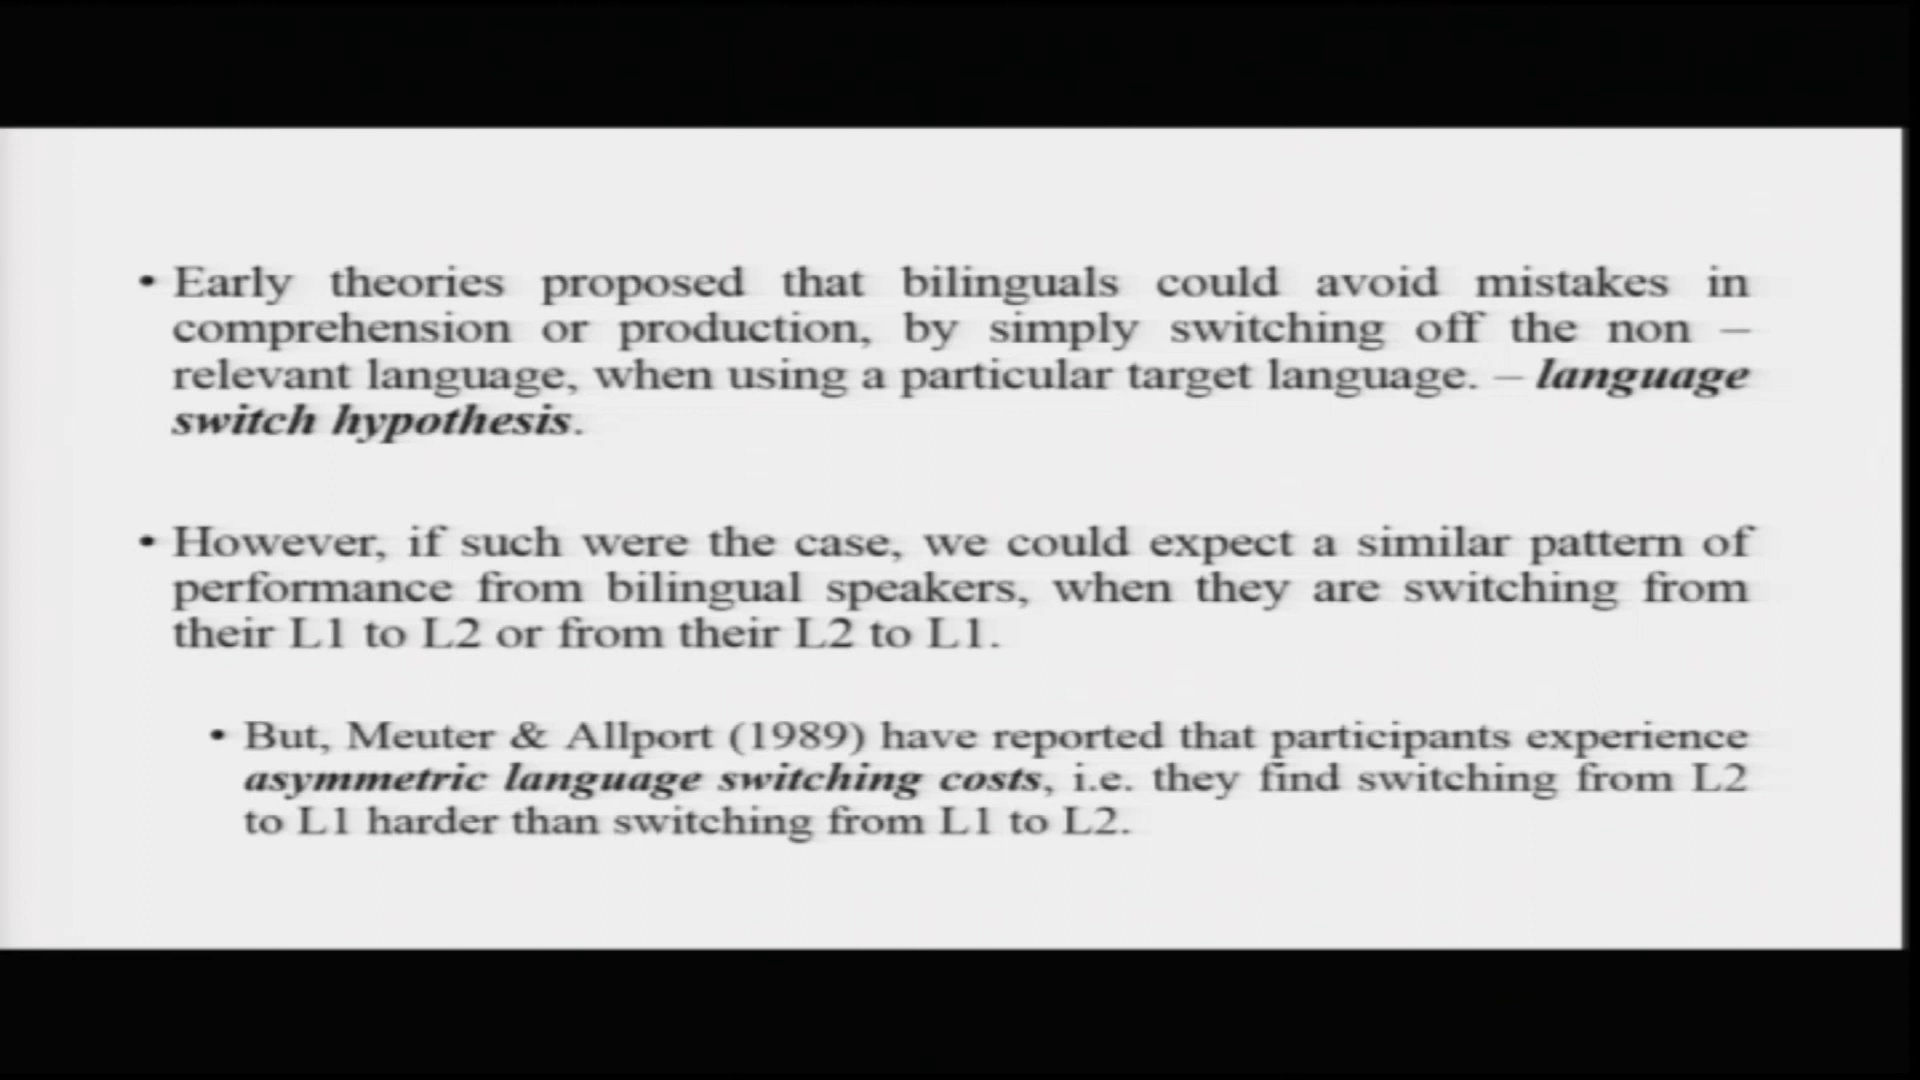 • Early theories proposed that bilinguals could avoid mistakes in
comprehension or production, by simply switching off the non –
relevant language, when using a particular target language. – language
switch hypothesis.
• However, if such were the case, we could expect a similar pattern of
performance from bilingual speakers, when they are switching from
their L1 to L2 or from their L2 to L1.
• But, Meuter & Allport (1989) have reported that participants experience
asymmetric language switching costs, i.e. they find switching from L2
to L1 harder than switching from L1 to L2.